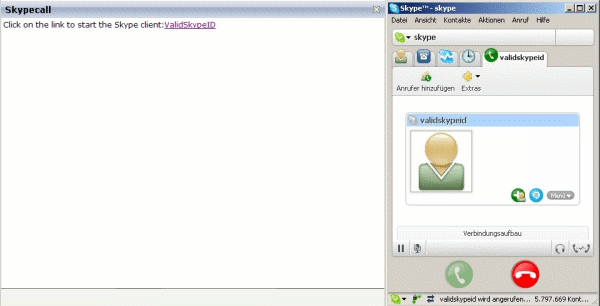 Skypecall
Click on the link to start the Skype client:ValidSkypeID
Skype™ - skype
Datei Ansicht Kontakte Aktionen Anruf Hilfe
skype
validskypeid
Anrufer hinzufügen Extras
validskypeid
Menü
Verbindungsaufbau
validskypeid wird angerufen... 5.797.669 Kont...